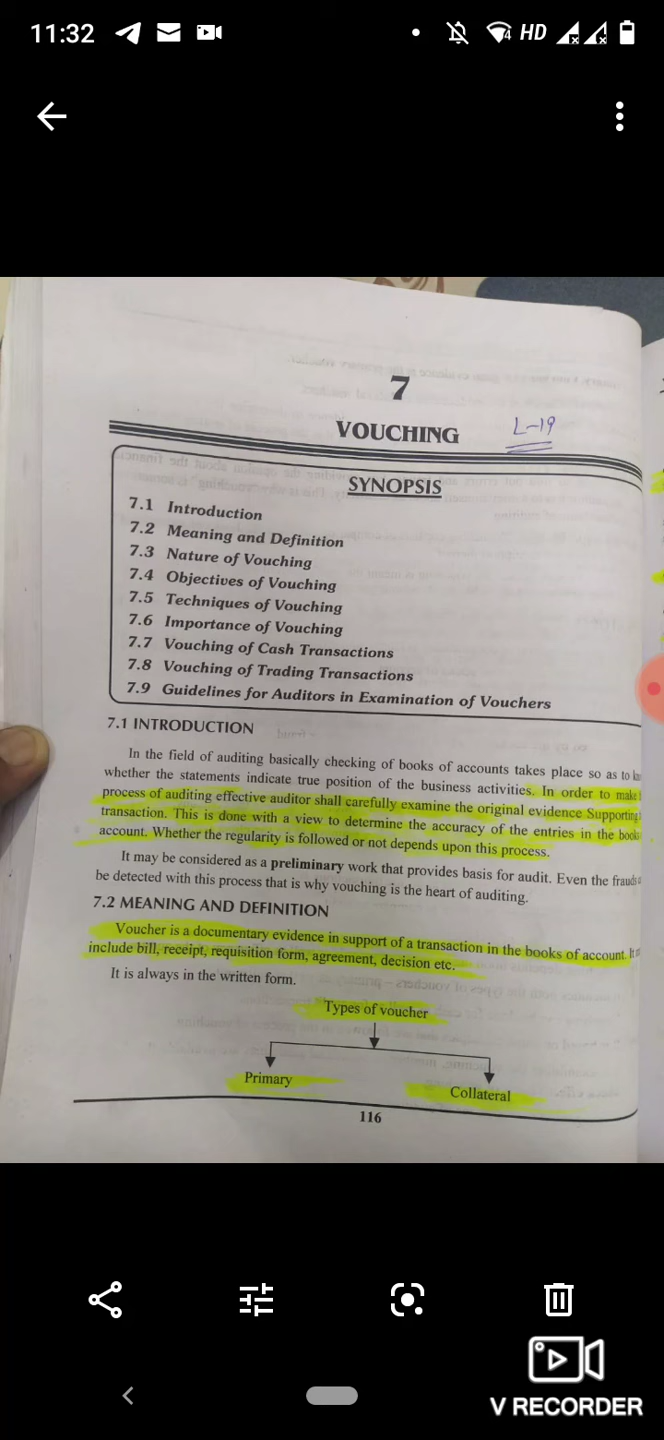 11:32
4 HD
7
VOUCHING L-19
SYNOPSIS
7.1 Introduction
7.2 Meaning and Definition
7.3 Nature of Vouching
7.4 Objectives of Vouching
7.5 Techniques of Vouching
7.6 Importance of Vouching
7.7 Vouching of Cash Transactions
7.8 Vouching of Trading Transactions
7.9 Guidelines for Auditors in Examination of Vouchers
7.1 INTRODUCTION
In the field of auditing basically checking of books of accounts takes place so as to
whether the statements indicate true position of the business activities. In order to make
process of auditing effective auditor shall carefully examine the original evidence Supporting
transaction. This is done with a view to determine the accuracy of the entries in the
account. Whether the regularity is followed or not depends upon this process.
It may be considered as a preliminary work that provides basis for audit. Even the
be detected with this process that is why vouching is the heart of auditing.
7.2 MEANING AND DEFINITION
Voucher is a documentary evidence in support of a transaction in the books of account. It
include bill, receipt, requisition form, agreement, decision etc.
It is always in the written form.
Types of voucher
Primary
Collateral
116
V RECORDER